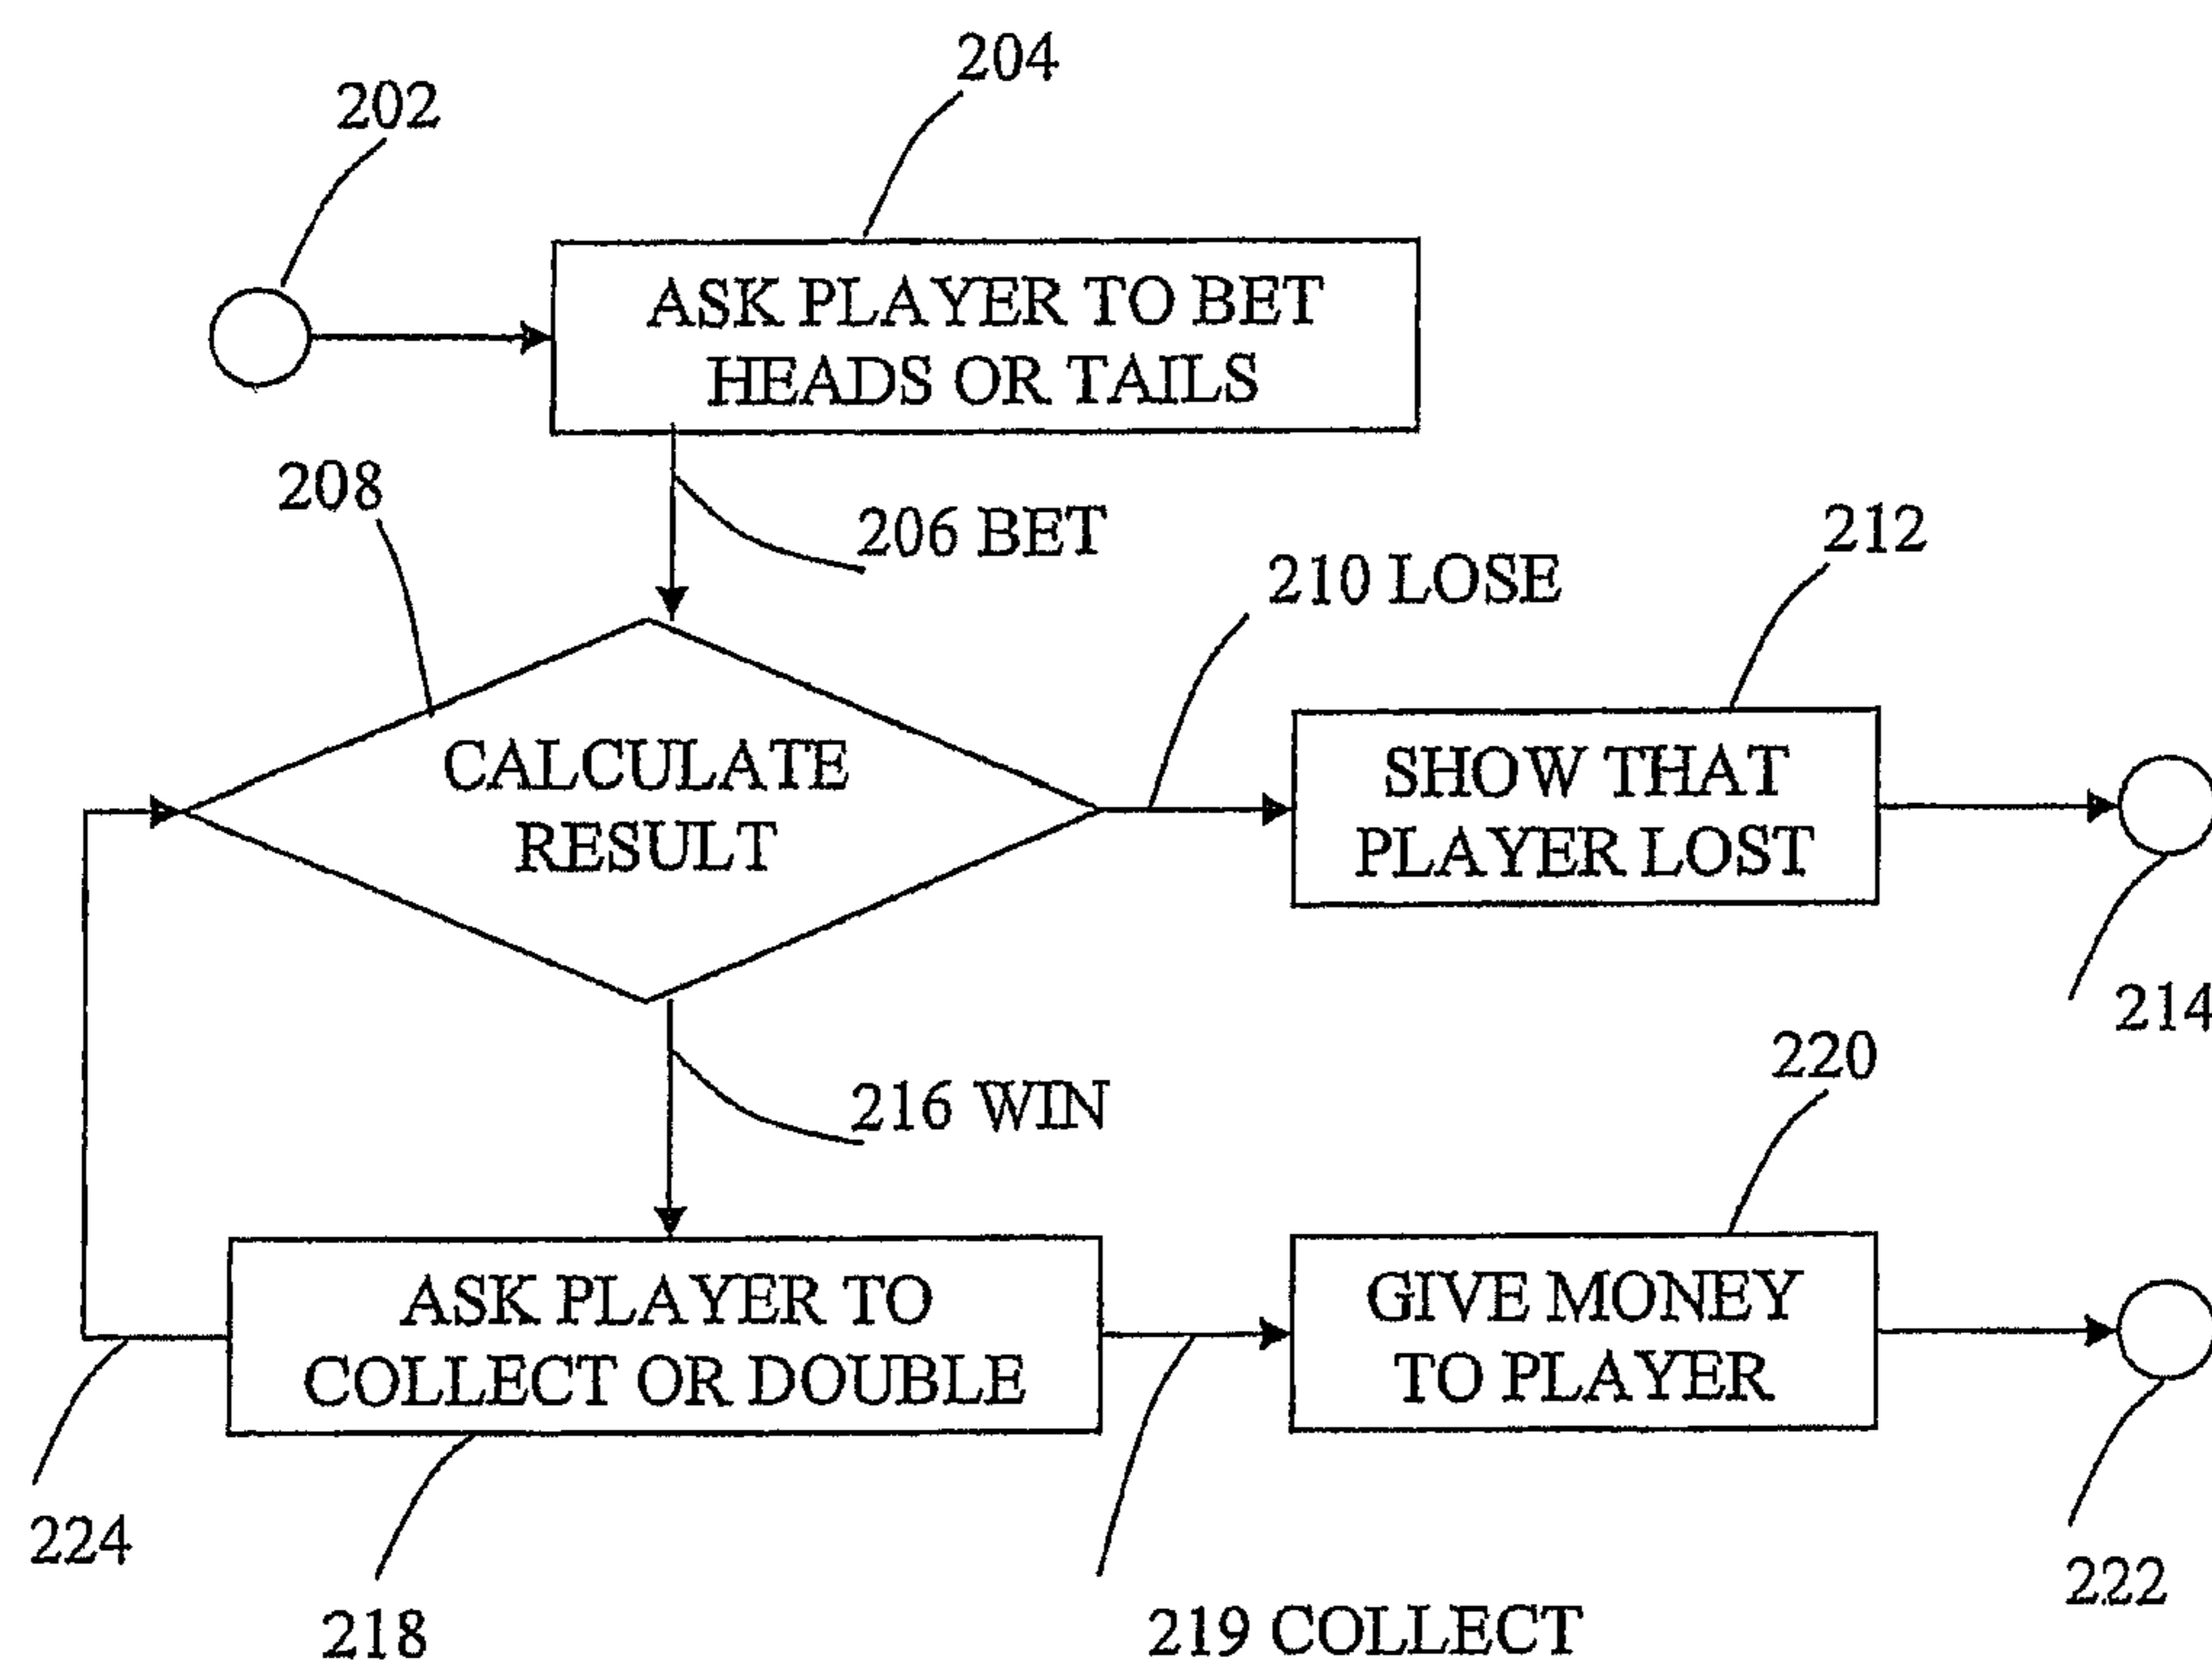 204
202
ASK PLAYER TO BET
HEADS OR TAILS
208
206 BET
212
210 LOSE
CALCULATE
RESULT
SHOW THAT
PLAYER LOST
214
220
216 WIN
ASK PLAYER TO
COLLECT OR DOUBLE
GIVE MONEY
TO PLAYER
224
222
218
219 COLLECT